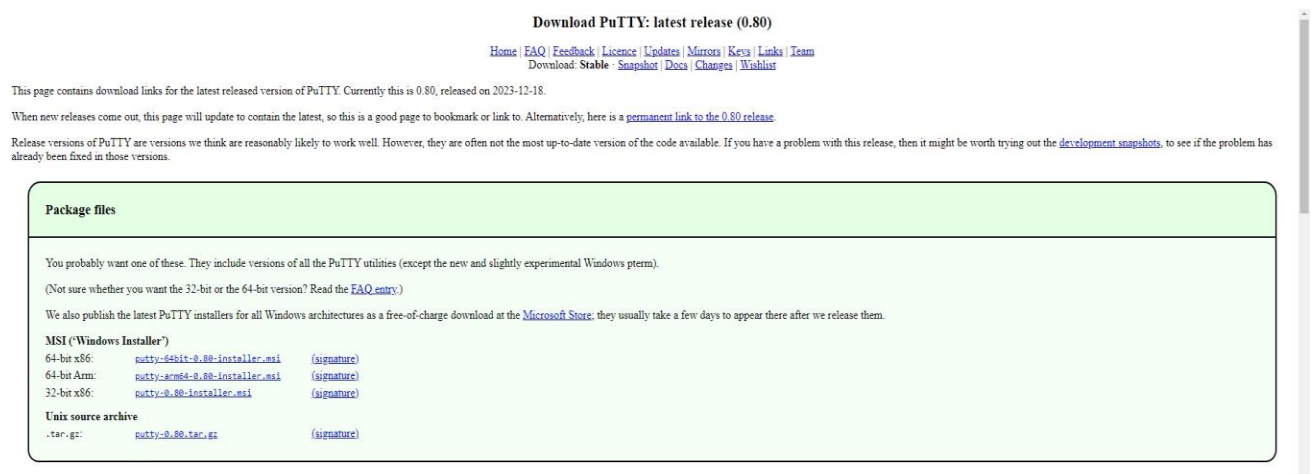 Download PuTTY: latest release (0.80)
Home | FAQ | Feedback | Licence | Updates | Mirrors | Keys | Links | Team
Download: Stable · Snapshot | Docs | Changes | Wishlist
This page contains download links for the latest released version of PuTTY. Currently this is 0.80, released on 2023-12-18.
When new releases come out, this page will update to contain the latest, so this is a good page to bookmark or link to. Alternatively, here is a permanent link to the 0.80 release.
Release versions of PuTTY are versions we think are reasonably likely to work well. However, they are often not the most up-to-date version of the code available. If you have a problem with this release, then it might be worth trying out the development snapshots, to see if the problem has
already been fixed in those versions.
Package files
You probably want one of these. They include versions of all the PuTTY utilities (except the new and slightly experimental Windows pterm).
(Not sure whether you want the 32-bit or the 64-bit version? Read the FAQ entry.)
We also publish the latest PuTTY installers for all Windows architectures as a free-of-charge download at the Microsoft Store; they usually take a few days to appear there after we release them.
MSI (‘Windows Installer’)
64-bit x86: putty-64bit-0.80-installer.msi (signature)
64-bit Arm: putty-arm64-0.80-installer.msi (signature)
32-bit x86: putty-0.80-installer.msi (signature)
Unix source archive
.tar.gz: putty-0.80.tar.gz (signature)